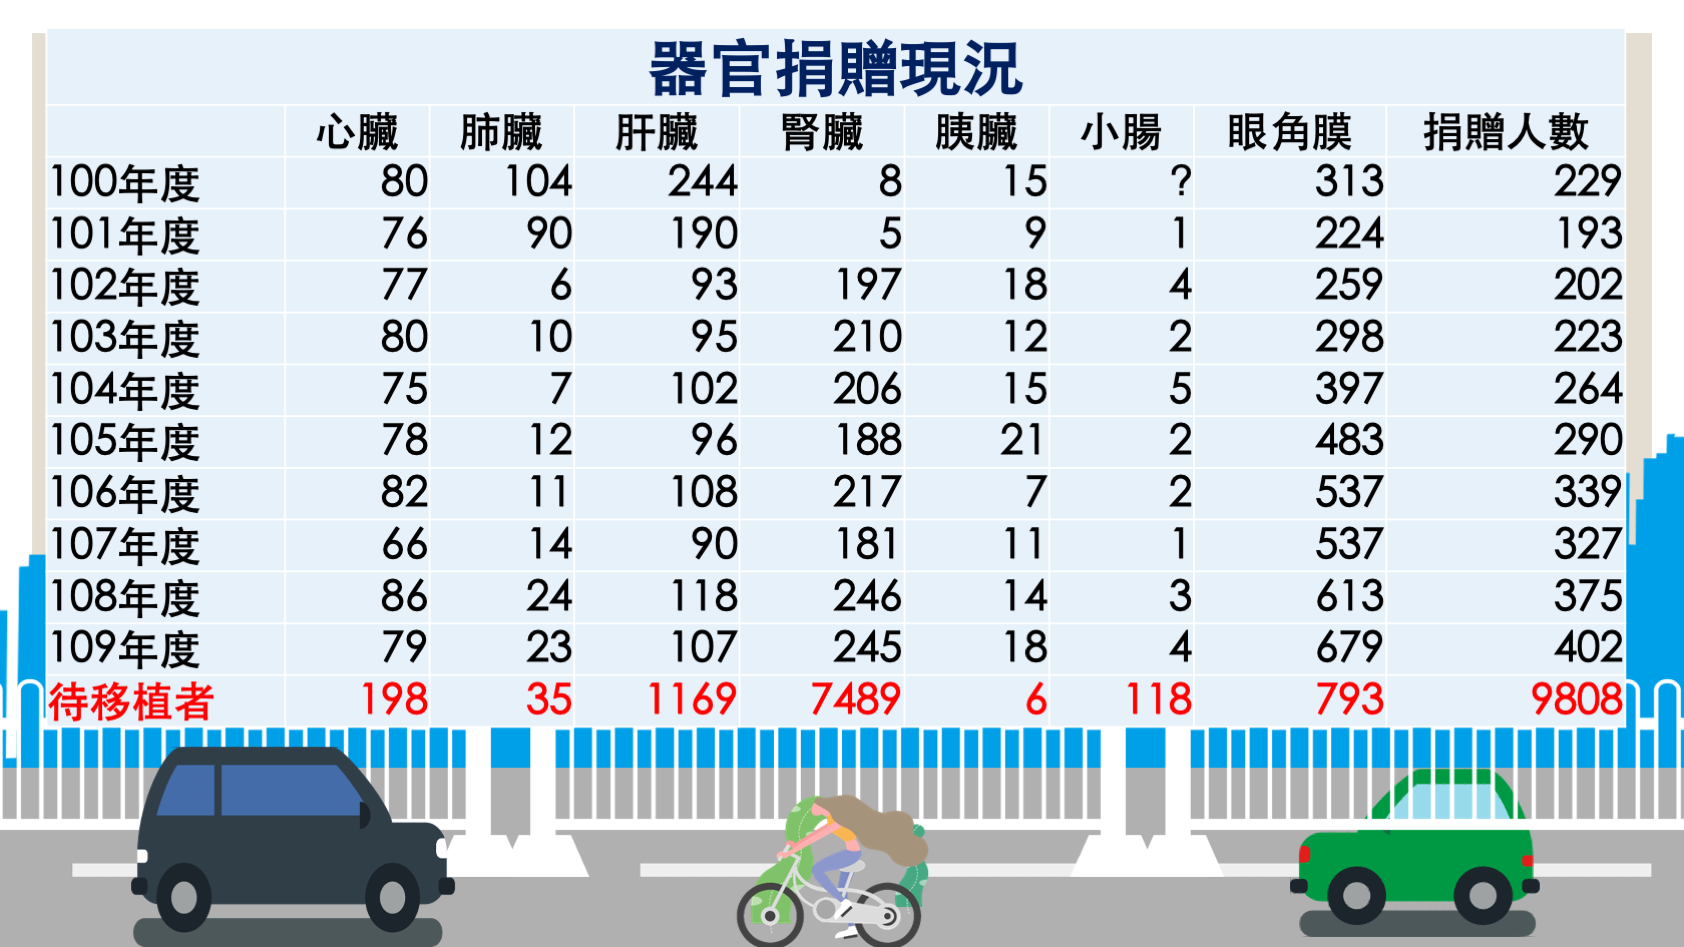 器官捐贈現況
心臟 肺臟 肝臟 腎臟 胰臟 小腸 眼角膜 捐贈人數
100年度 80 104 244 8 15 ? 313 229
101年度 76 90 190 5 9 1 224 193
102年度 77 6 93 197 18 4 259 202
103年度 80 10 95 210 12 2 298 223
104年度 75 7 102 206 15 5 397 264
105年度 78 12 96 188 21 2 483 290
106年度 82 11 108 217 7 2 537 339
107年度 66 14 90 181 11 1 537 327
108年度 86 24 118 246 14 3 613 375
109年度 79 23 107 245 18 4 679 402
待移植者 198 35 1169 7489 6 118 793 9808